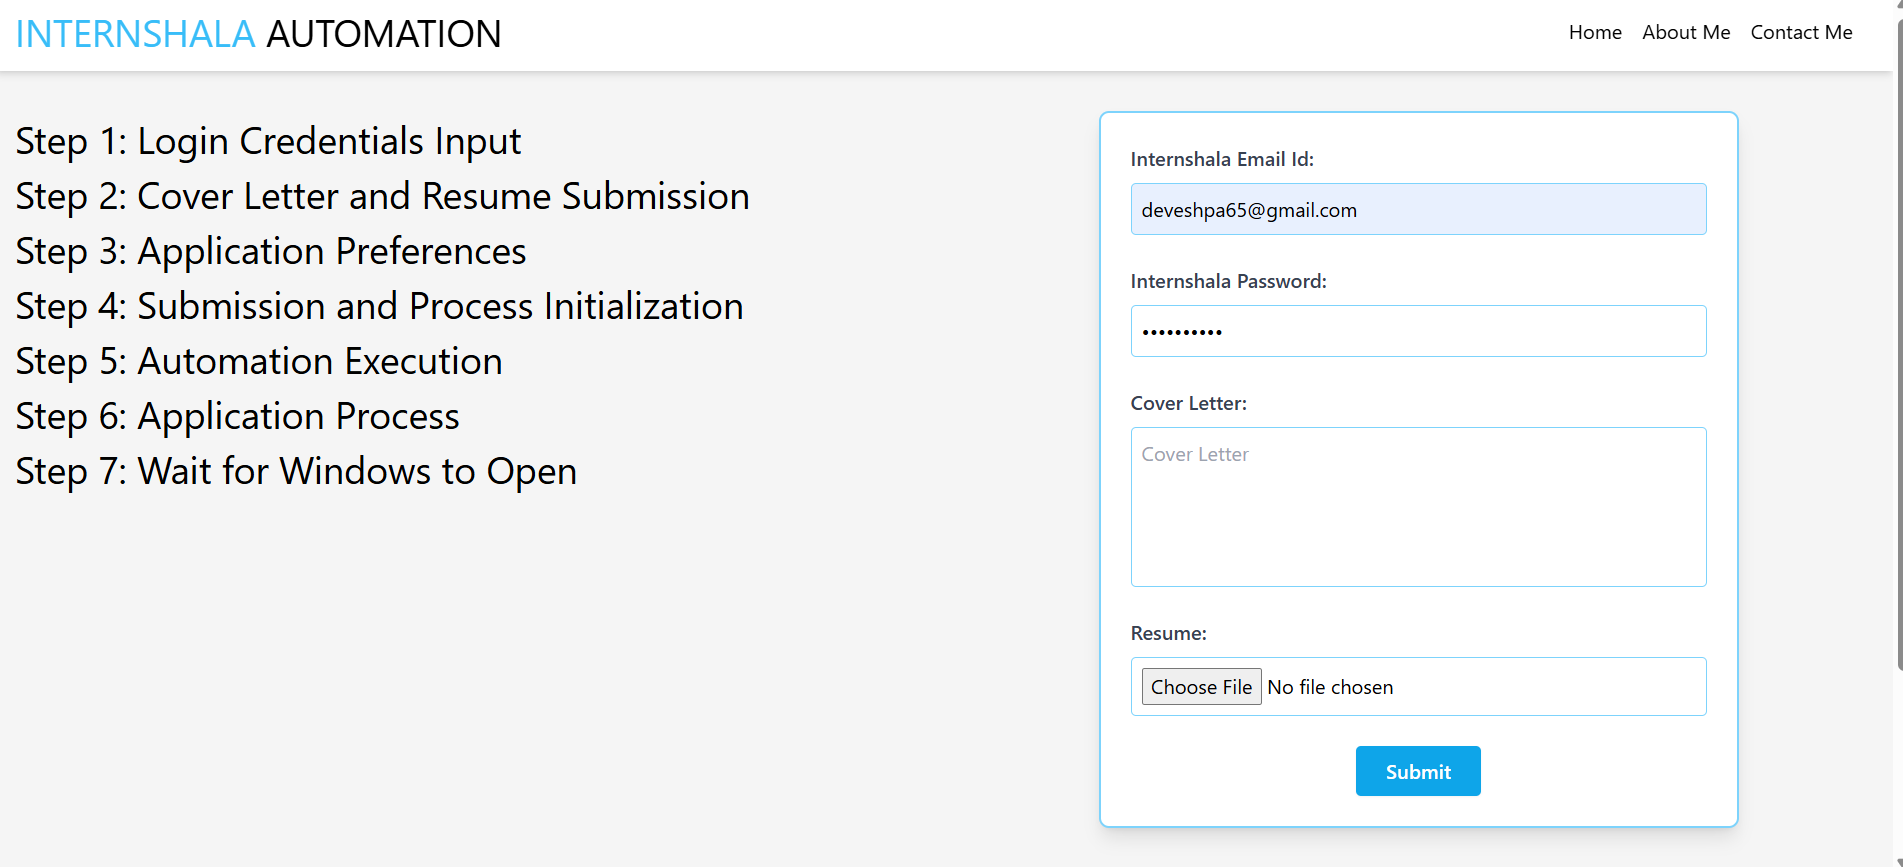 INTERNSHALA AUTOMATION
Home About Me Contact Me
Step 1: Login Credentials Input
Step 2: Cover Letter and Resume Submission
Step 3: Application Preferences
Step 4: Submission and Process Initialization
Step 5: Automation Execution
Step 6: Application Process
Step 7: Wait for Windows to Open
Internshala Email Id:
deveshpa65@gmail.com
Internshala Password:
••••••••••
Cover Letter:
Cover Letter
Resume:
Choose File No file chosen
Submit